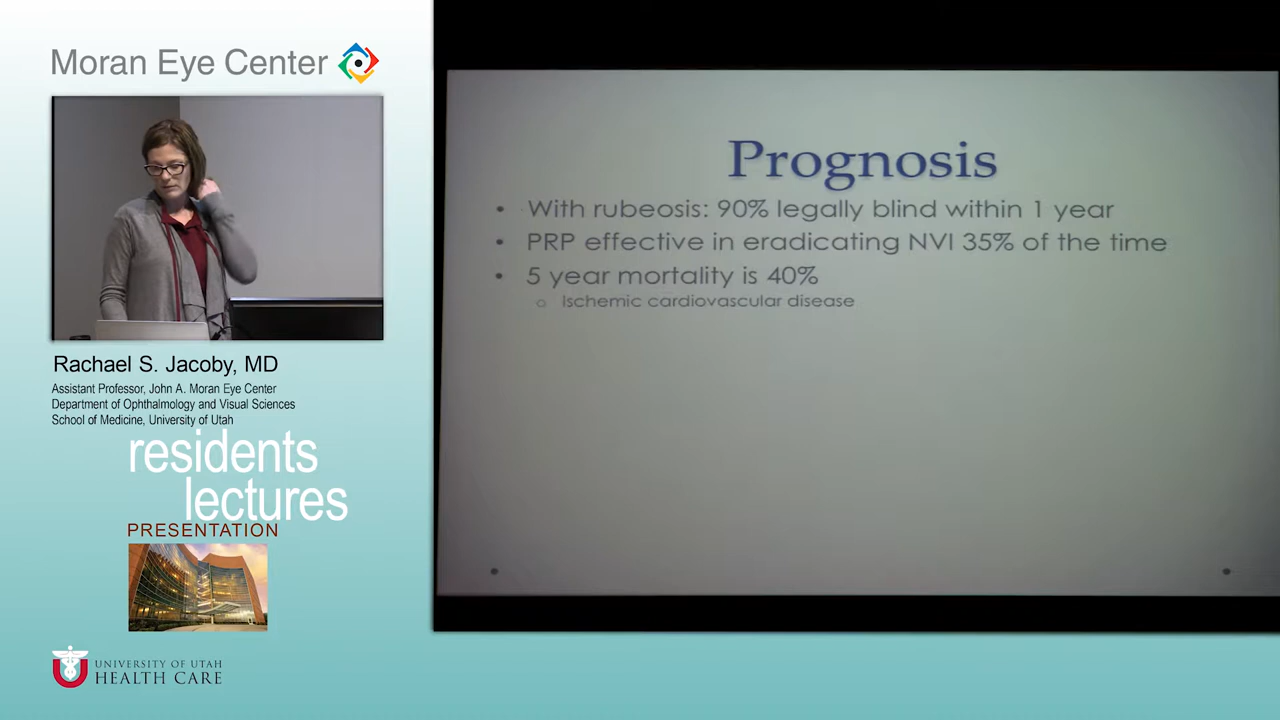 Moran Eye Center
Rachael S. Jacoby, MD
Assistant Professor, John A. Moran Eye Center
Department of Ophthalmology and Visual Sciences
School of Medicine, University of Utah
residents
lectures
PRESENTATION
UNIVERSITY OF UTAH
HEALTH CARE
Prognosis
• With rubeosis: 90% legally blind within 1 year
• PRP effective in eradicating NVI 35% of the time
• 5 year mortality is 40%
o Ischemic cardiovascular disease